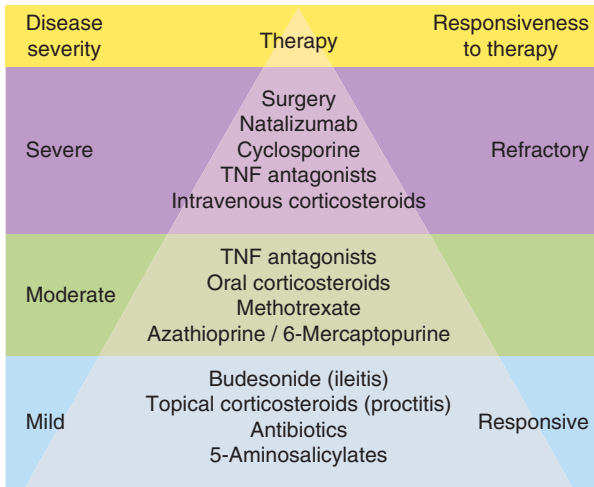 Disease severity
Therapy
Responsiveness to therapy
Severe
Surgery
Natalizumab
Cyclosporine
TNF antagonists
Intravenous corticosteroids
Refractory
Moderate
TNF antagonists
Oral corticosteroids
Methotrexate
Azathioprine / 6-Mercaptopurine
Mild
Budesonide (ileitis)
Topical corticosteroids (proctitis)
Antibiotics
5-Aminosalicylates
Responsive